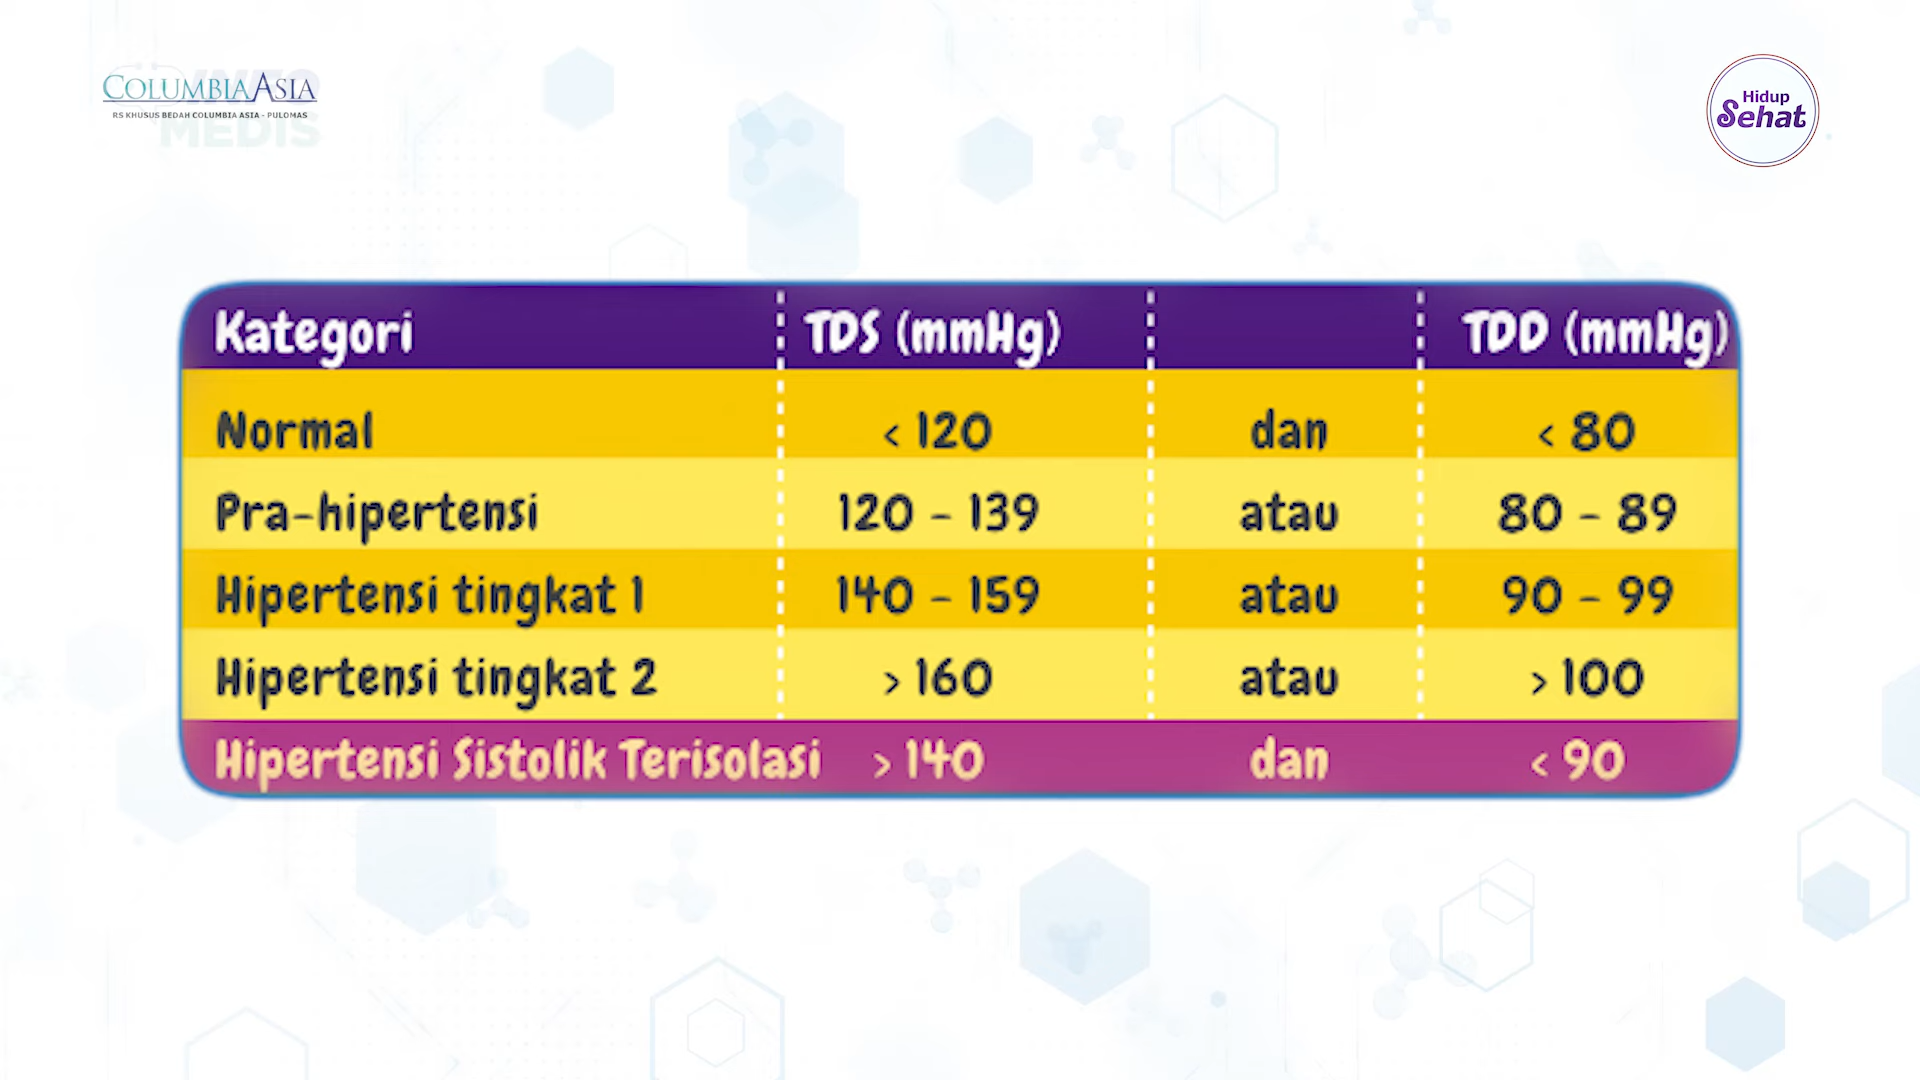 COLUMBIAASIA
RS KHUSUS BEDAH COLUMBIA ASIA - PULOMAS
MEDIS
Hidup
Sehat
Kategori TDS (mmHg) TDD (mmHg)
Normal < 120 dan < 80
Pra-hipertensi 120 - 139 atau 80 - 89
Hipertensi tingkat 1 140 - 159 atau 90 - 99
Hipertensi tingkat 2 > 160 atau > 100
Hipertensi Sistolik Terisolasi > 140 dan < 90